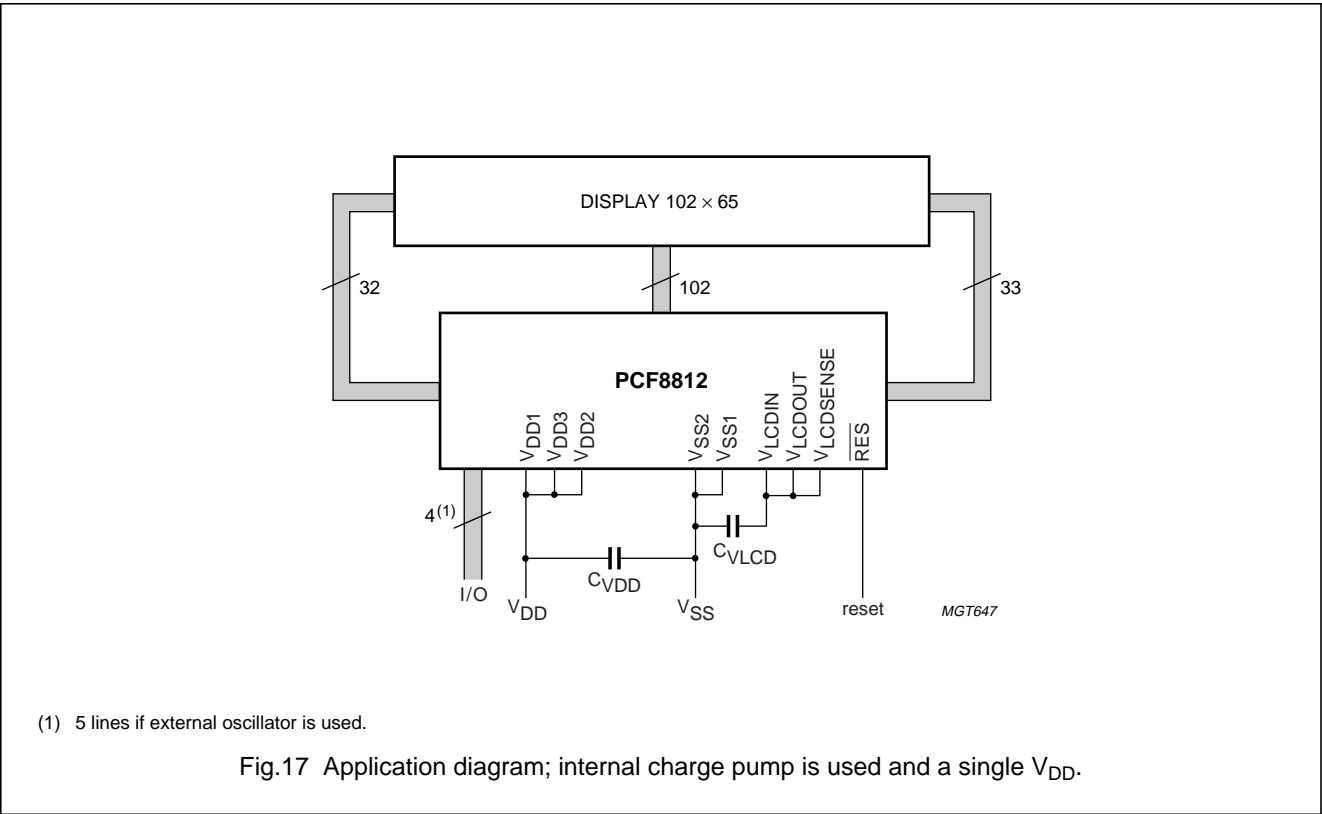 DISPLAY 102 × 65
32
102
33
PCF8812
VDD1
VDD3
VDD2
VSS2
VSS1
VLCDIN
VLCDOUT
VLCDSENSE
RES
4(1)
CVLCD
CVDD
I/O
VDD
VSS
reset
MGT647
(1) 5 lines if external oscillator is used.
Fig.17 Application diagram; internal charge pump is used and a single VDD.